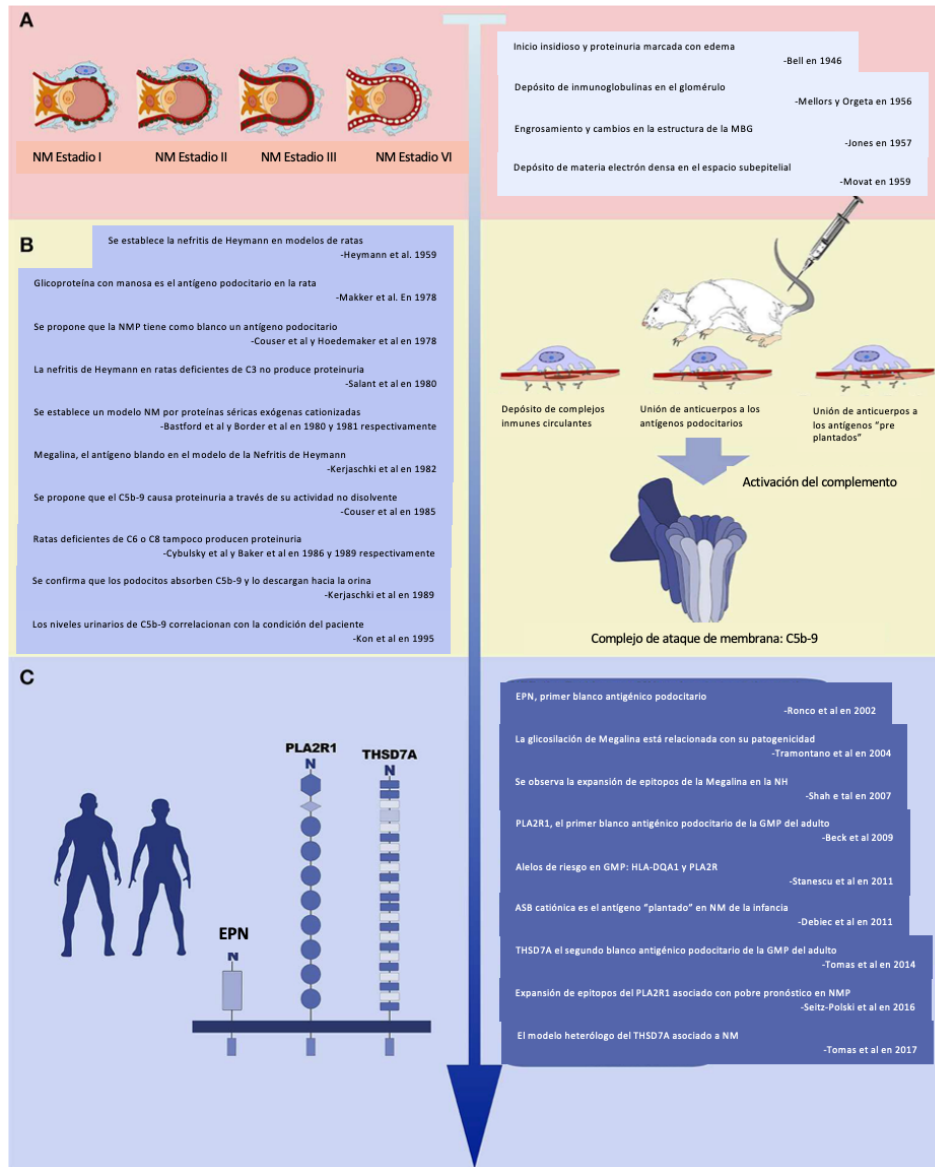 A
NM Estadio I
NM Estadio II
NM Estadio III
NM Estadio VI
Inicio insidioso y proteinuria marcada con edema
-Bell en 1946
Depósito de inmunoglobulinas en el glomérulo
-Mellors y Orgeta en 1956
Engrosamiento y cambios en la estructura de la MBG
-Jones en 1957
Depósito de materia electrón densa en el espacio subepitelial
-Movat en 1959
B
Se establece la nefritis de Heymann en modelos de ratas
-Heymann et al. 1959
Glicoproteína con manosa es el antígeno podocitario en la rata
-Makker et al. En 1978
Se propone que la NMP tiene como blanco un antígeno podocitario
-Couser et al y Hoedemaker et al en 1978
La nefritis de Heymann en ratas deficientes de C3 no produce proteinuria
-Salant et al en 1980
Se establece un modelo NM por proteínas séricas exógenas cationizadas
-Bastford et al y Border et al en 1980 y 1981 respectivamente
Megalina, el antígeno blando en el modelo de la Nefritis de Heymann
-Kerjaschki et al en 1982
Se propone que el C5b-9 causa proteinuria a través de su actividad no disolvente
-Couser et al en 1985
Ratas deficientes de C6 o C8 tampoco producen proteinuria
-Cybulsky et al y Baker et al en 1986 y 1989 respectivamente
Se confirma que los podocitos absorben C5b-9 y lo descargan hacia la orina
-Kerjaschki et al en 1989
Los niveles urinarios de C5b-9 correlacionan con la condición del paciente
-Kon et al en 1995
Depósito de complejos
inmunes circulantes
Unión de anticuerpos a los
antígenos podocitarios
Unión de anticuerpos a
los antígenos "pre
plantados"
Activación del complemento
Complejo de ataque de membrana: C5b-9
C
PLA2R1
N
THSD7A
N
EPN
N
EPN, primer blanco antigénico podocitario
-Ronco et al en 2002
La glicosilación de Megalina está relacionada con su patogenicidad
-Tramontano et al en 2004
Se observa la expansión de epitopos de la Megalina en la NH
-Shah e tal en 2007
PLA2R1, el primer blanco antigénico podocitario de la GMP del adulto
-Beck et al 2009
Alelos de riesgo en GMP: HLA-DQA1 y PLA2R
-Stanescu et al en 2011
ASB catiónica es el antígeno "plantado" en NM de la infancia
-Debiec et al en 2011
THSD7A el segundo blanco antigénico podocitario de la GMP del adulto
-Tomas et al en 2014
Expansión de epitopos del PLA2R1 asociado con pobre pronóstico en NMP
-Seitz-Polski et al en 2016
El modelo heterólogo del THSD7A asociado a NM
-Tomas et al en 2017